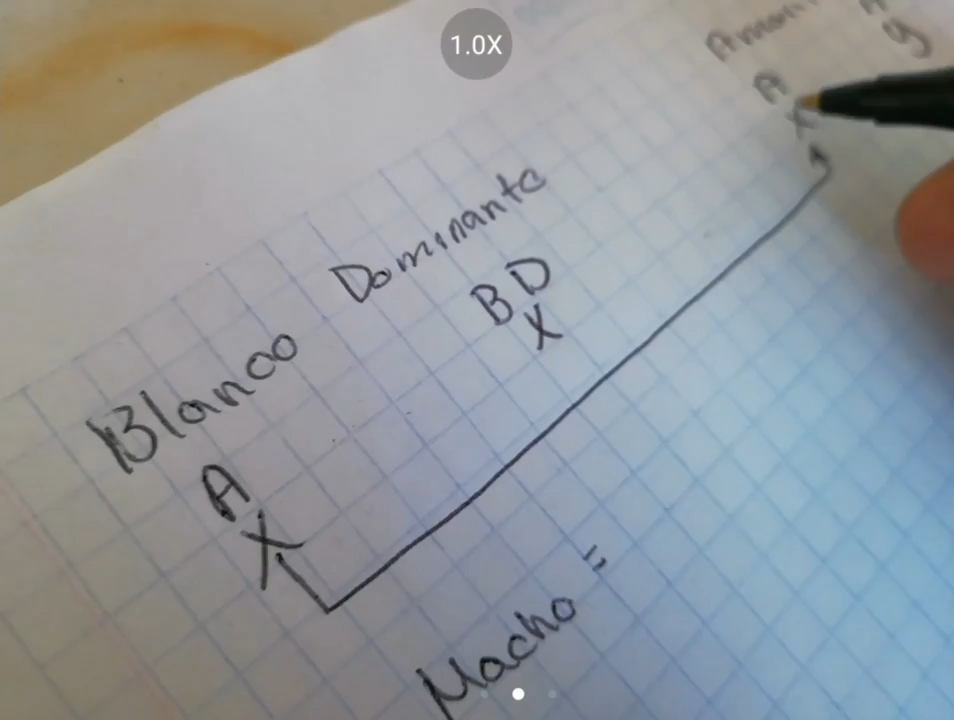 1.0X
A
y
A
X
Blanco Dominante
A
X
BD
X
Macho =